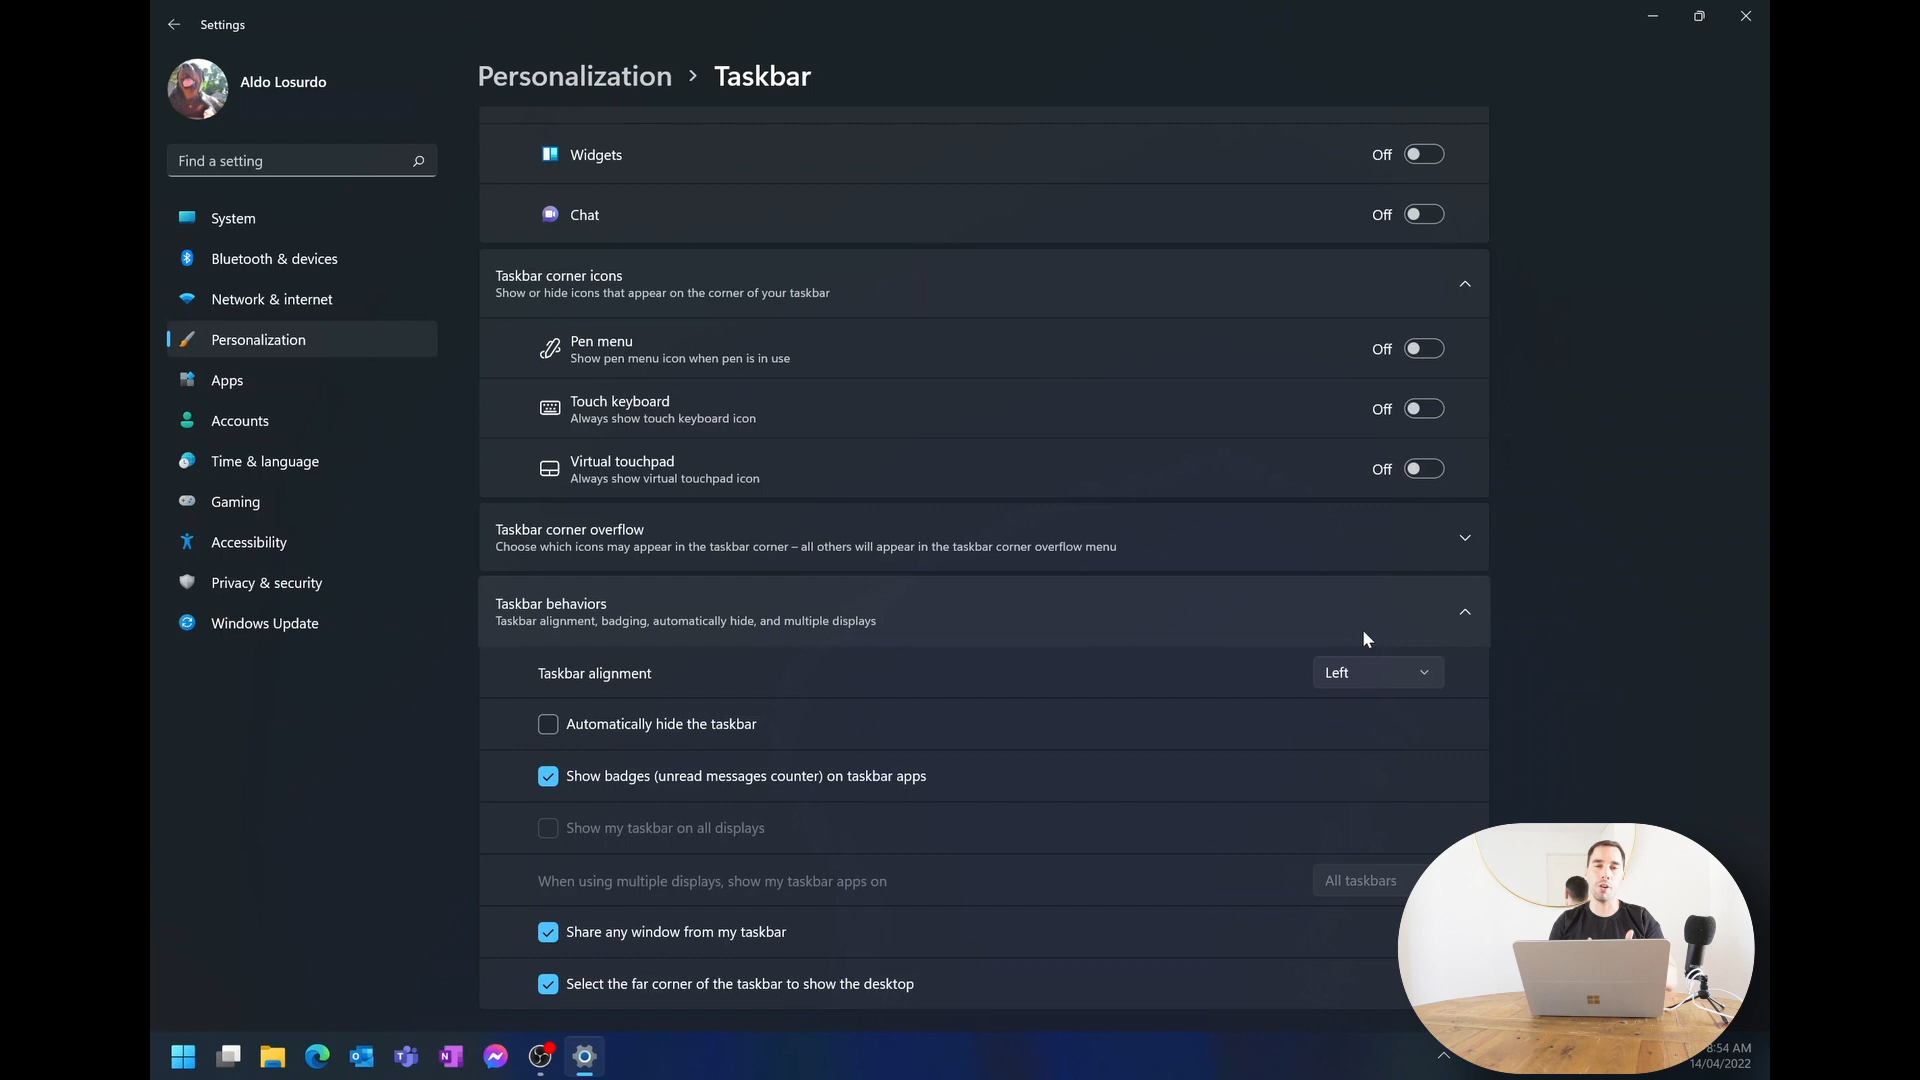 Settings
Aldo Losurdo
Find a setting
System
Bluetooth & devices
Network & internet
Personalization
Apps
Accounts
Time & language
Gaming
Accessibility
Privacy & security
Windows Update
Personalization > Taskbar
Widgets
Off
Chat
Off
Taskbar corner icons
Show or hide icons that appear on the corner of your taskbar
Pen menu
Show pen menu icon when pen is in use
Off
Touch keyboard
Always show touch keyboard icon
Off
Virtual touchpad
Always show virtual touchpad icon
Off
Taskbar corner overflow
Choose which icons may appear in the taskbar corner – all others will appear in the taskbar corner overflow menu
Taskbar behaviors
Taskbar alignment, badging, automatically hide, and multiple displays
Taskbar alignment
Left
Automatically hide the taskbar
Show badges (unread messages counter) on taskbar apps
Show my taskbar on all displays
When using multiple displays, show my taskbar apps on
All taskbars
Share any window from my taskbar
Select the far corner of the taskbar to show the desktop
8:54 AM
14/04/2022